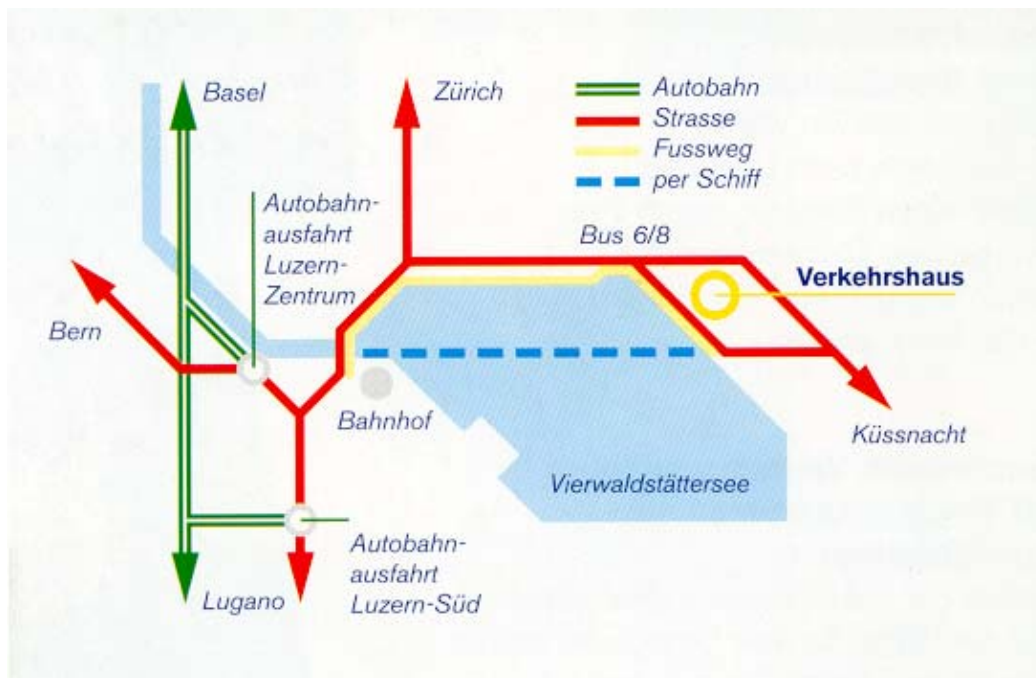 Basel
Zürich
Autobahn
Strasse
Fussweg
per Schiff
Autobahn-
ausfahrt
Luzern-
Zentrum
Bus 6/8
Verkehrshaus
Bern
Bahnhof
Küssnacht
Vierwaldstättersee
Autobahn-
ausfahrt
Luzern-Süd
Lugano